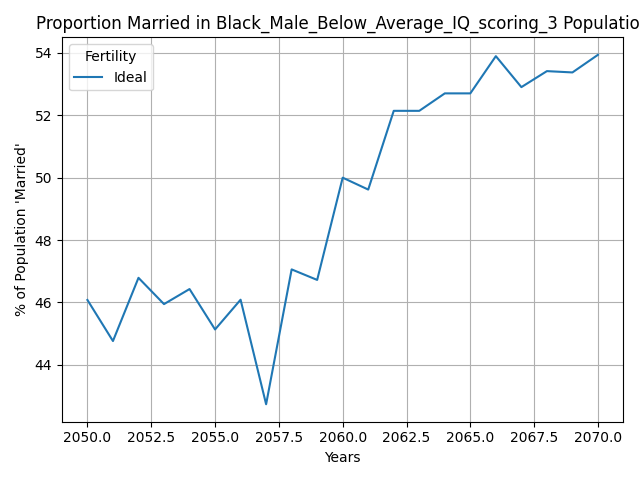 Proportion Married in Black_Male_Below_Average_IQ_scoring_3 Populatio
Fertility
Ideal
% of Population 'Married'
54
52
50
48
46
44
2050.0 2052.5 2055.0 2057.5 2060.0 2062.5 2065.0 2067.5 2070.0
Years